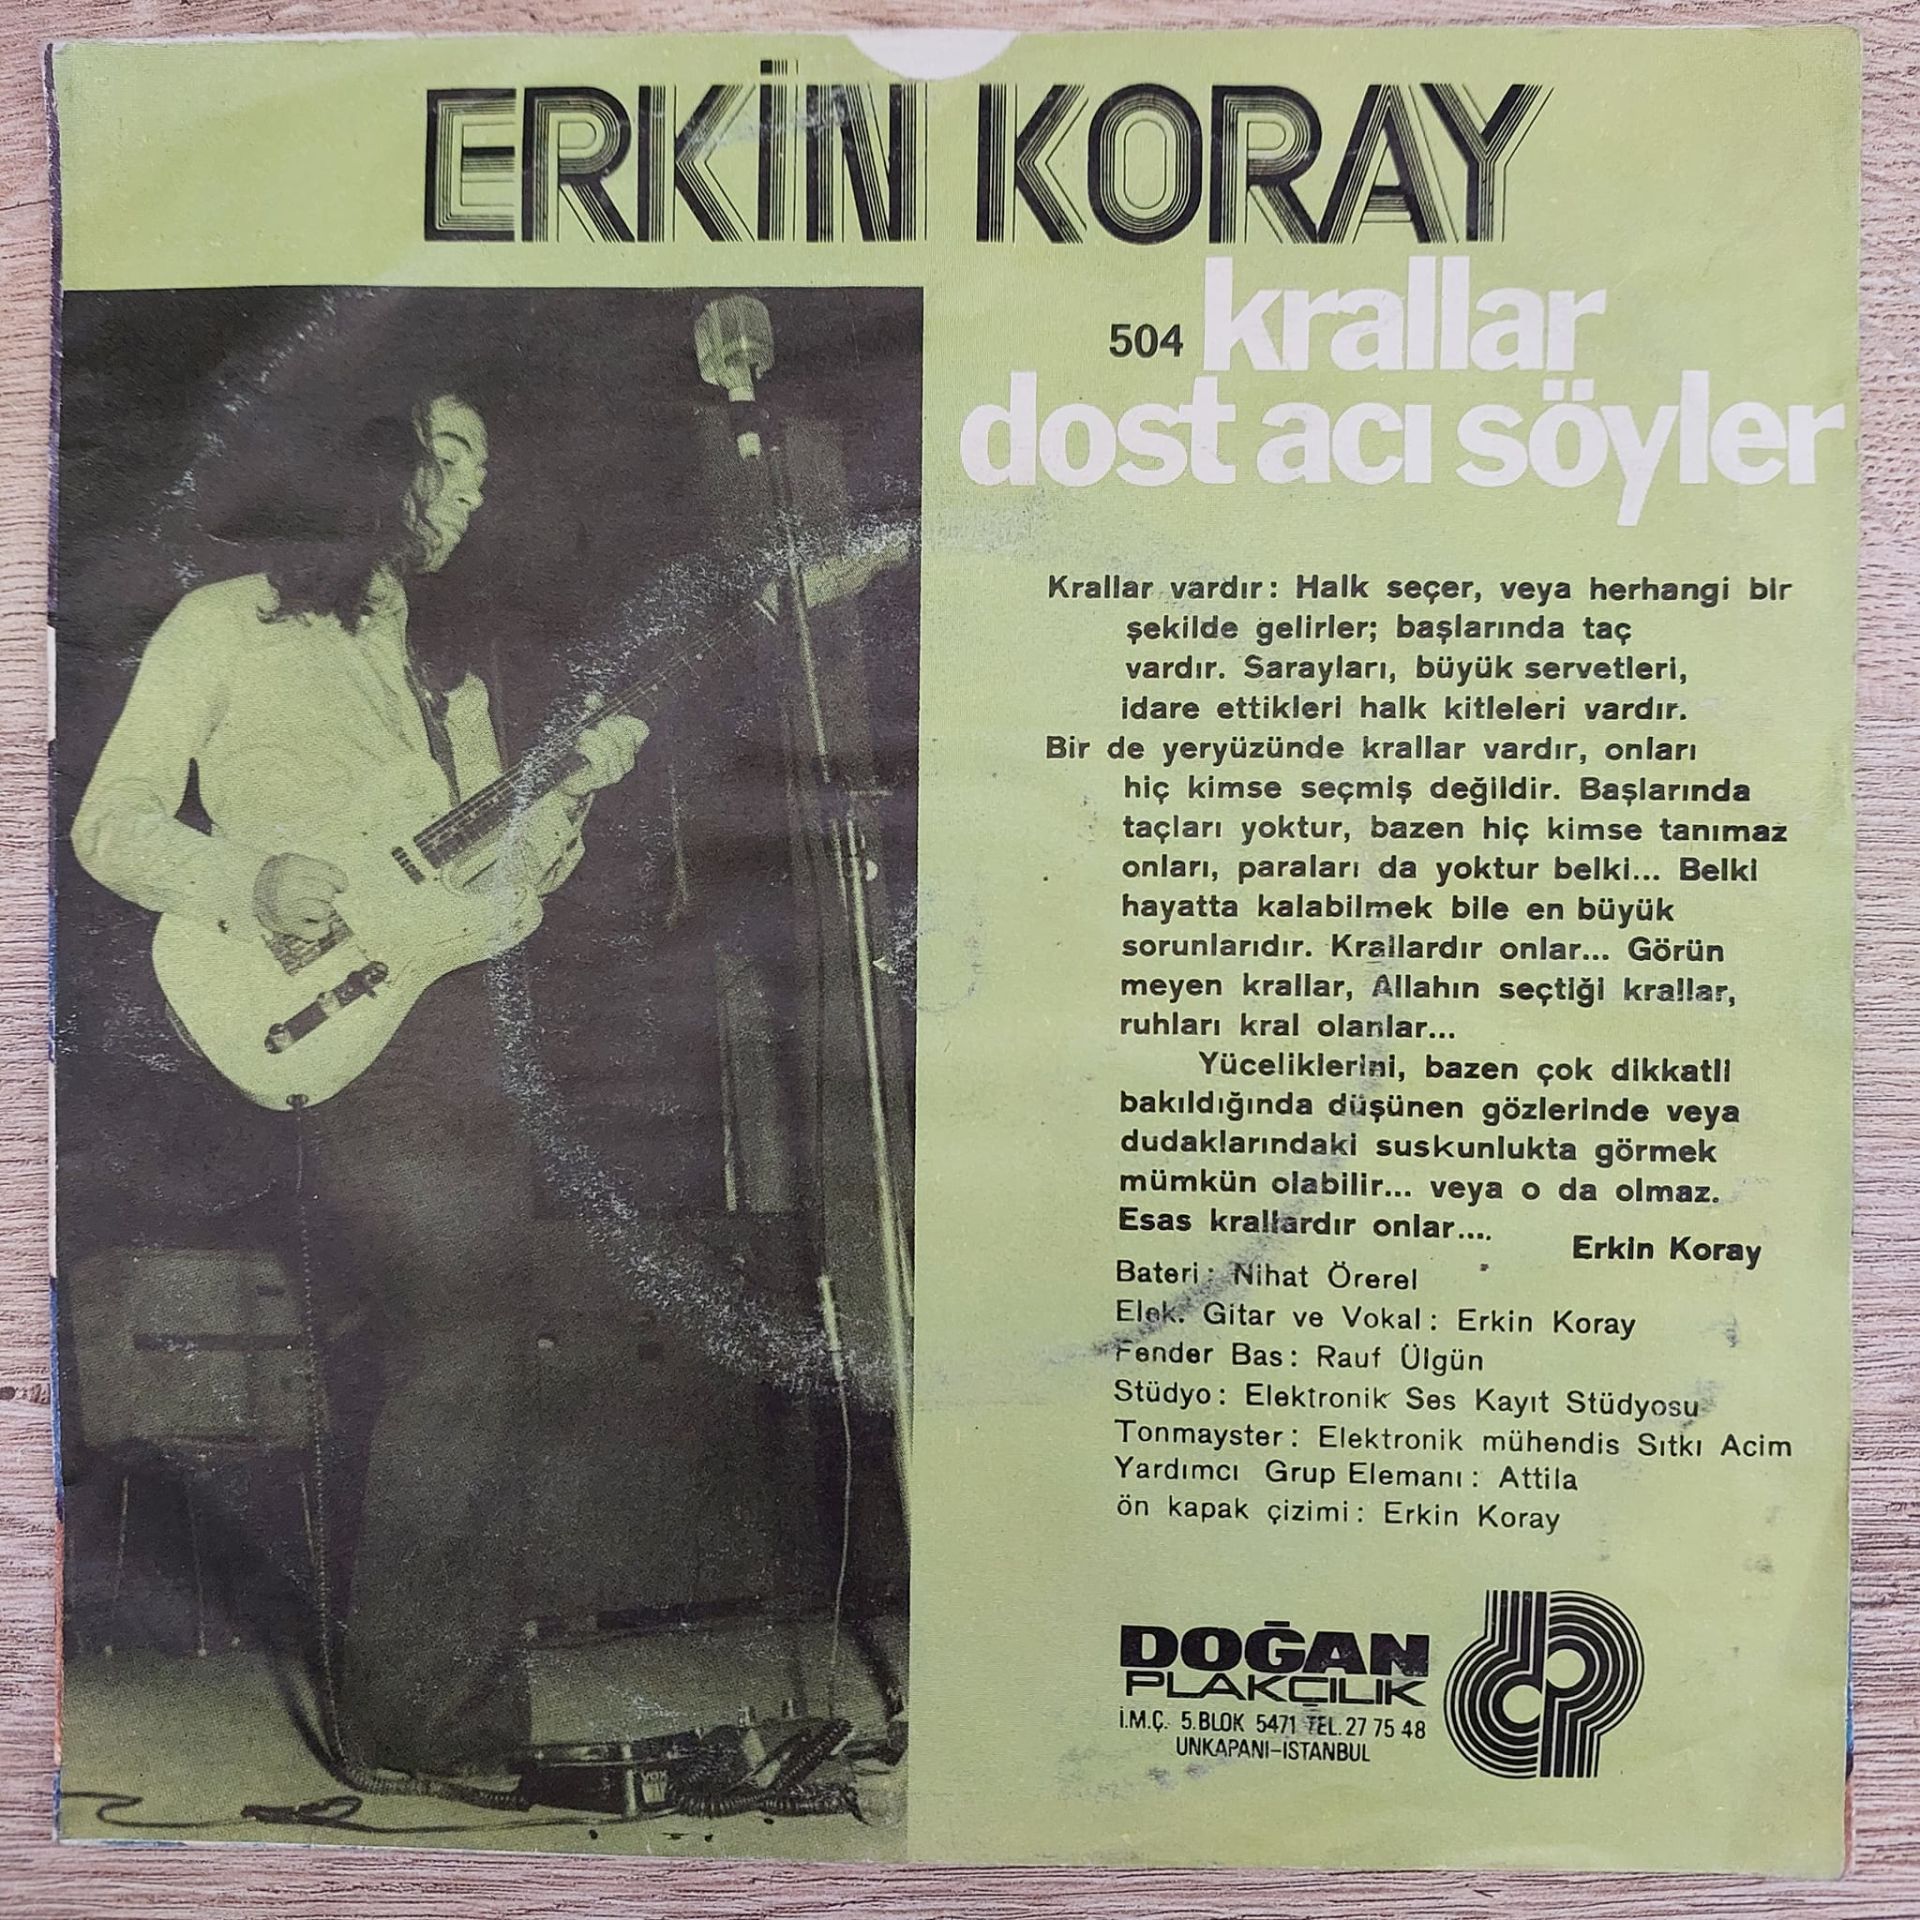 ERKİN KORAY
504 krallar
dost acı söyler
Krallar vardır: Halk seçer, veya herhangi bir
şekilde gelirler; başlarında taç
vardır. Sarayları, büyük servetleri,
idare ettikleri halk kitleleri vardır.
Bir de yeryüzünde krallar vardır, onları
hiç kimse seçmiş değildir. Başlarında
taçları yoktur, bazen hiç kimse tanımaz
onları, paraları da yoktur belki... Belki
hayatta kalabilmek bile en büyük
sorunlarıdır. Krallardır onlar... Görün
meyen krallar, Allahın seçtiği krallar,
ruhları kral olanlar...
Yüceliklerini, bazen çok dikkatli
bakıldığında düşünen gözlerinde veya
dudaklarındaki suskunlukta görmek
mümkün olabilir... veya o da olmaz.
Esas krallardır onlar....
Erkin Koray
Bateri: Nihat Örerel
Elek. Gitar ve Vokal: Erkin Koray
Fender Bas: Rauf Ülgün
Stüdyo: Elektronik Ses Kayıt Stüdyosu
Tonmayster: Elektronik mühendis Sıtkı Acim
Yardımcı Grup Elemanı: Attila
ön kapak çizimi: Erkin Koray
DOĞAN
PLAKÇILIK
İ.M.Ç. 5.BLOK 5471 TEL.27 75 48
UNKAPANI-ISTANBUL
VOX